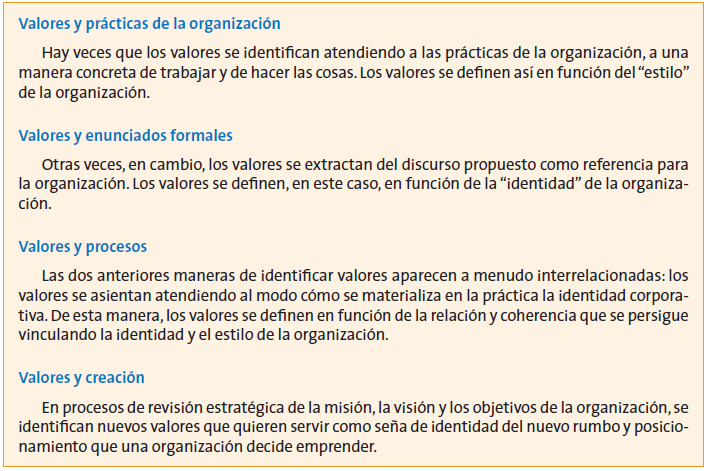 Valores y prácticas de la organización
Hay veces que los valores se identifican atendiendo a las prácticas de la organización, a una
manera concreta de trabajar y de hacer las cosas. Los valores se definen así en función del “estilo”
de la organización.
Valores y enunciados formales
Otras veces, en cambio, los valores se extractan del discurso propuesto como referencia para
la organización. Los valores se definen, en este caso, en función de la “identidad” de la organiza-
ción.
Valores y procesos
Las dos anteriores maneras de identificar valores aparecen a menudo interrelacionadas: los
valores se asientan atendiendo al modo cómo se materializa en la práctica la identidad corpora-
tiva. De esta manera, los valores se definen en función de la relación y coherencia que se persigue
vinculando la identidad y el estilo de la organización.
Valores y creación
En procesos de revisión estratégica de la misión, la visión y los objetivos de la organización, se
identifican nuevos valores que quieren servir como seña de identidad del nuevo rumbo y posicio-
namiento que una organización decide emprender.